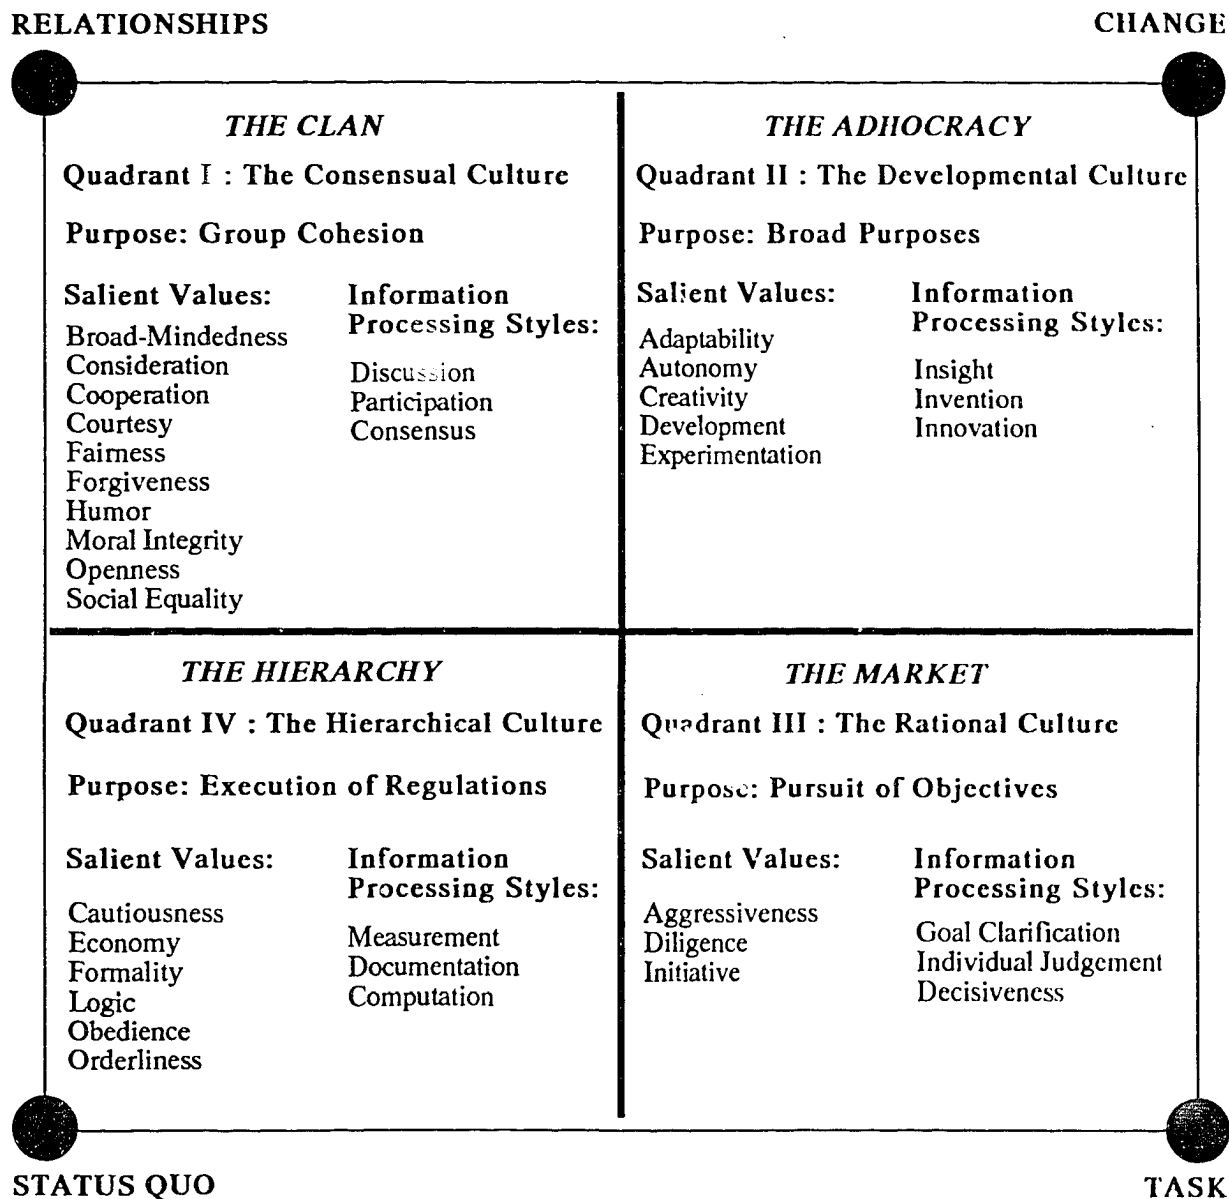 RELATIONSHIPS
CHANGE
THE CLAN
Quadrant I : The Consensual Culture
Purpose: Group Cohesion
Salient Values:
Broad-Mindedness
Consideration
Cooperation
Courtesy
Fairness
Forgiveness
Humor
Moral Integrity
Openness
Social Equality
Information
Processing Styles:
Discussion
Participation
Consensus
THE ADHOCRACY
Quadrant II : The Developmental Culture
Purpose: Broad Purposes
Salient Values:
Adaptability
Autonomy
Creativity
Development
Experimentation
Information
Processing Styles:
Insight
Invention
Innovation
THE HIERARCHY
Quadrant IV : The Hierarchical Culture
Purpose: Execution of Regulations
Salient Values:
Cautiousness
Economy
Formality
Logic
Obedience
Orderliness
Information
Processing Styles:
Measurement
Documentation
Computation
THE MARKET
Quadrant III : The Rational Culture
Purpose: Pursuit of Objectives
Salient Values:
Aggressiveness
Diligence
Initiative
Information
Processing Styles:
Goal Clarification
Individual Judgement
Decisiveness
STATUS QUO
TASK